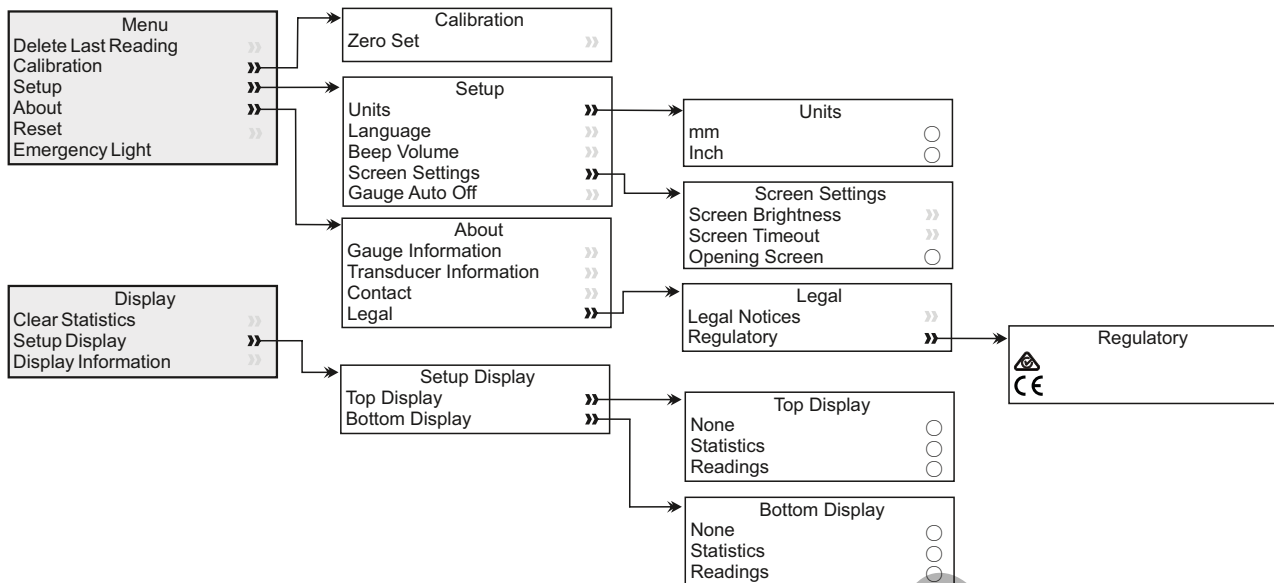 Menu
Delete Last Reading »
Calibration »
Setup »
About »
Reset »
Emergency Light
Calibration
Zero Set »
Setup
Units »
Language »
Beep Volume »
Screen Settings »
Gauge Auto Off »
Units
mm
Inch
Screen Settings
Screen Brightness »
Screen Timeout »
Opening Screen
About
Gauge Information »
Transducer Information »
Contact »
Legal »
Legal
Legal Notices »
Regulatory »
Regulatory
CE
Display
Clear Statistics »
Setup Display »
Display Information »
Setup Display
Top Display »
Bottom Display »
Top Display
None
Statistics
Readings
Bottom Display
None
Statistics
Readings